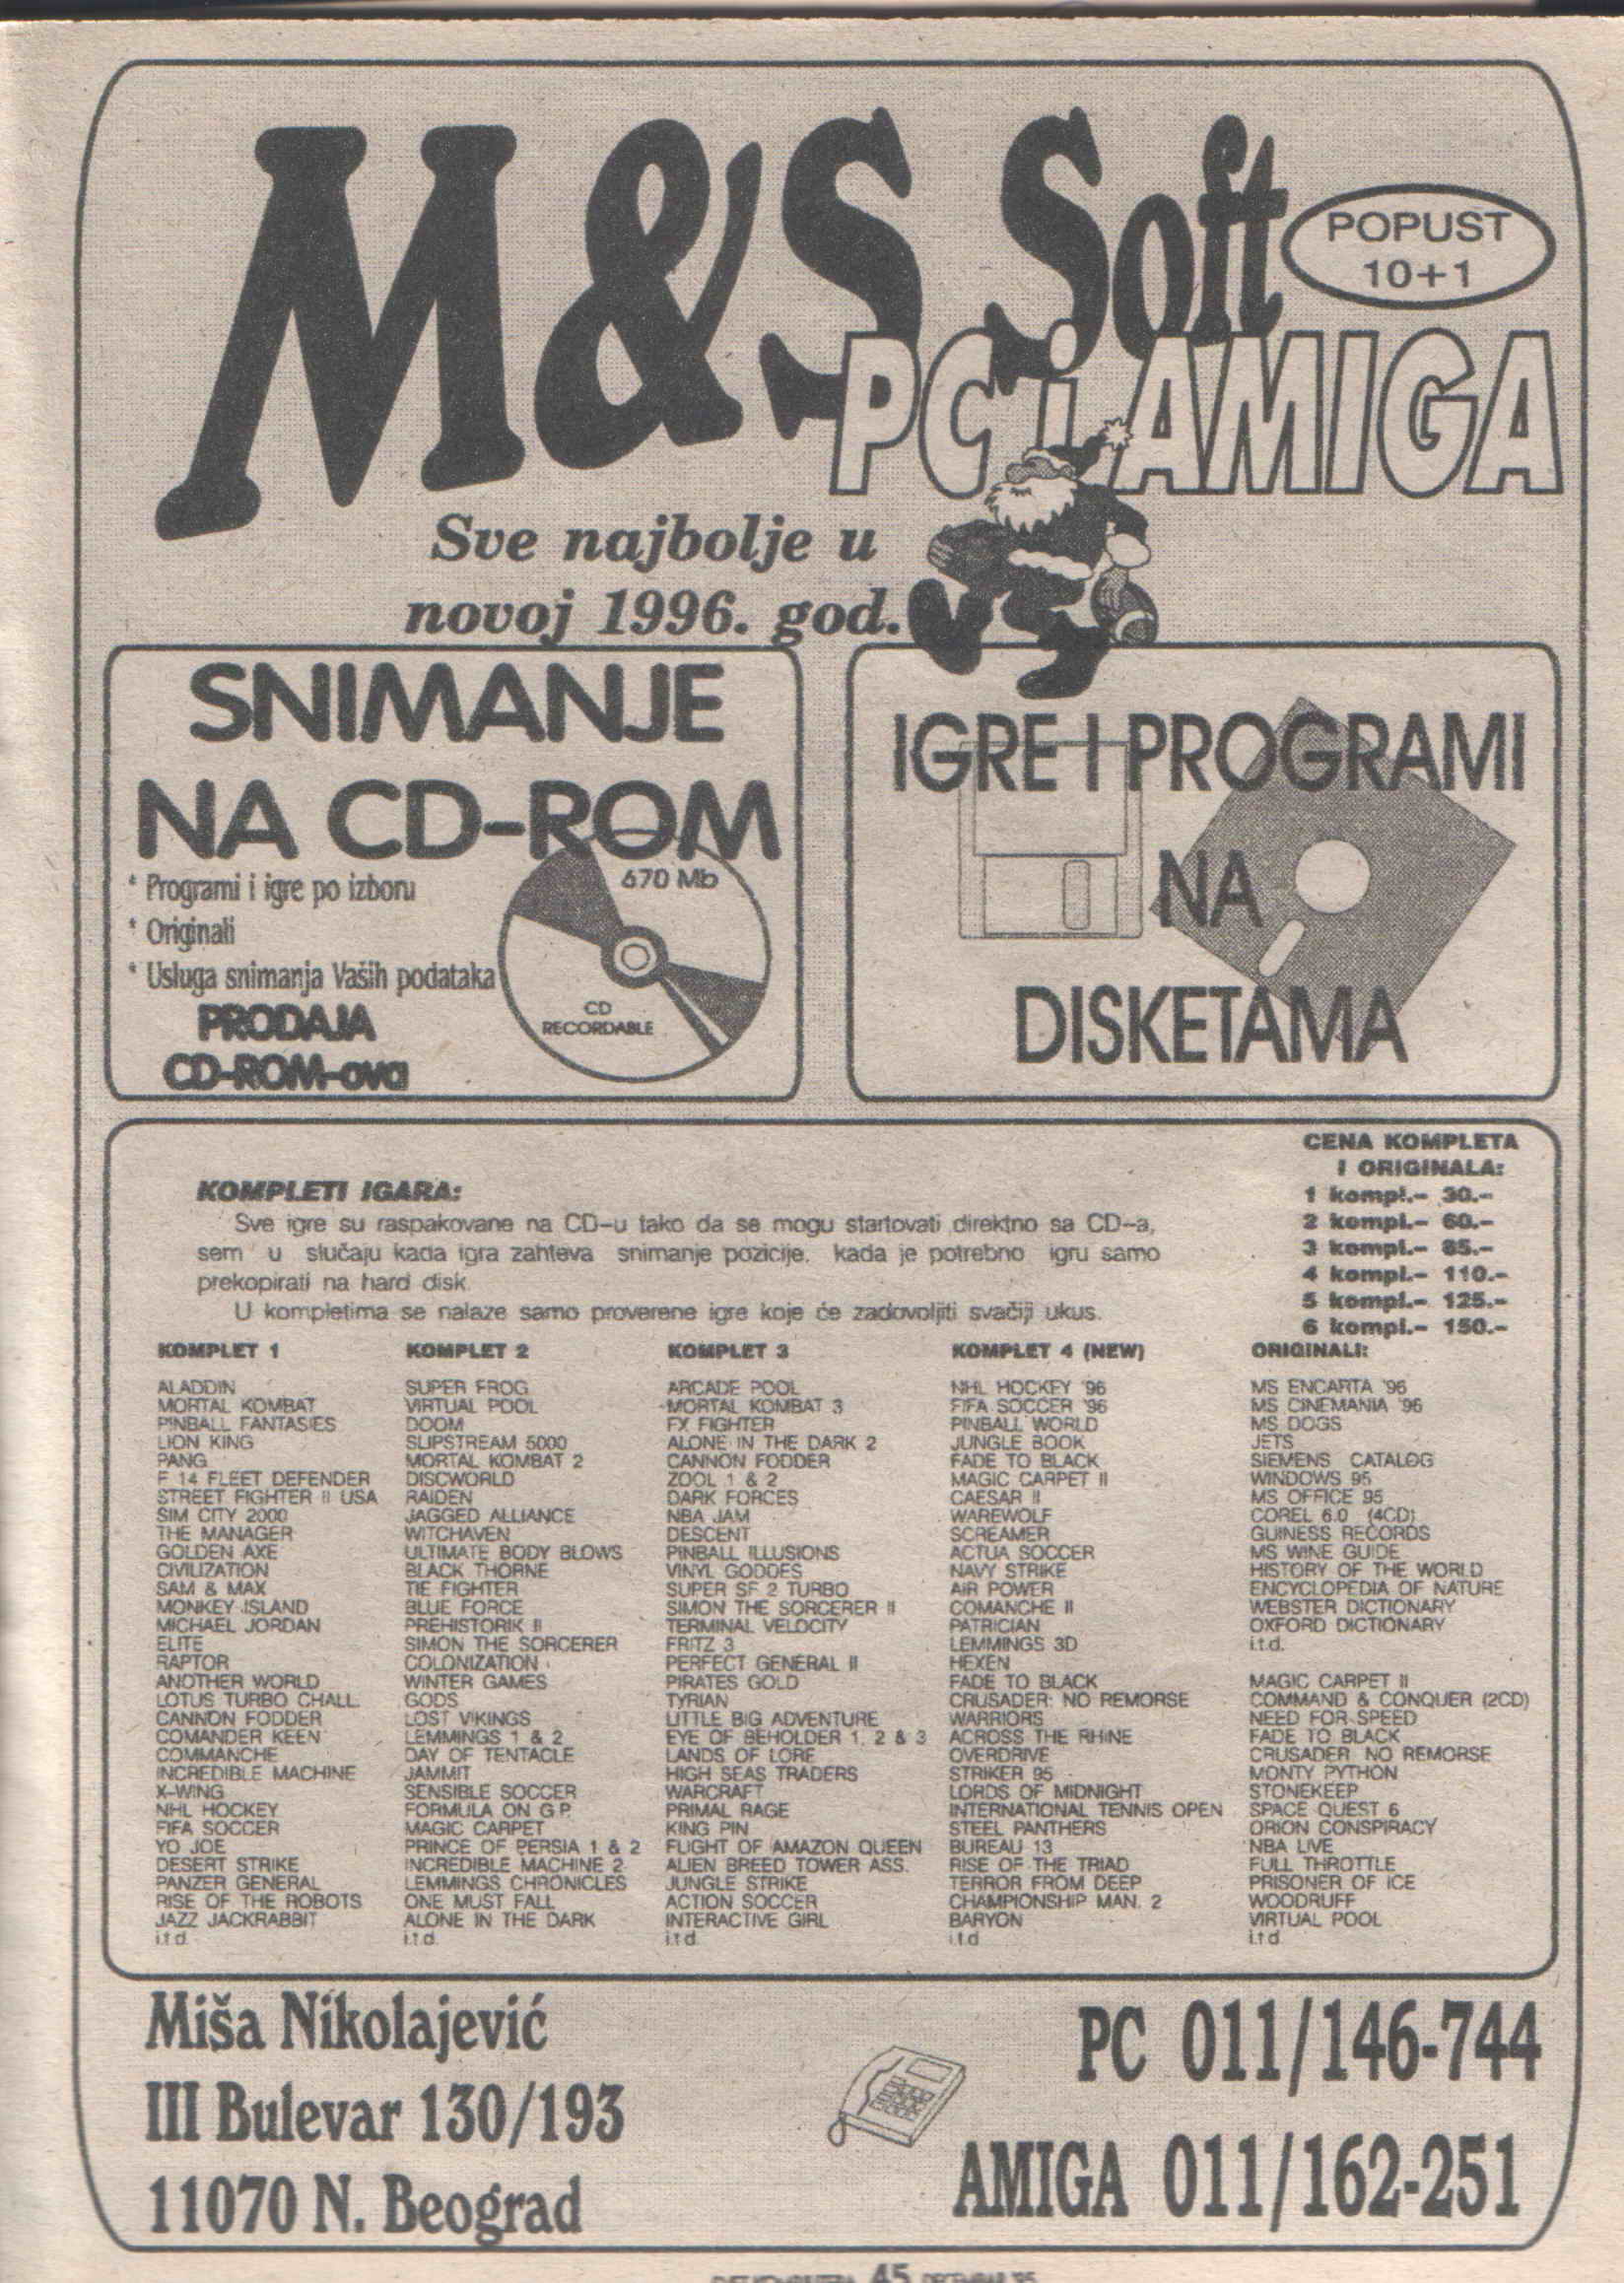 M&S Soft
POPUST
10+1
PC i AMIGA
Sve najbolje u
novoj 1996. god.
SNIMANJE
NA CD-ROM
* Programi i igre po izboru
* Originali
* Usluga snimanja Vaših podataka
PRODAJA
CD-ROM-ova
670 Mb
CD
RECORDABLE
IGRE I PROGRAMI
NA
DISKETAMA
CENA KOMPLETA
I ORIGINALA:
1 kompl.- 30.-
2 kompl.- 60.-
3 kompl.- 85.-
4 kompl.- 110.-
5 kompl.- 125.-
6 kompl.- 150.-
KOMPLETI IGARA:
Sve igre su raspakovane na CD-u tako da se mogu startovati direktno sa CD-a,
sem u slučaju kada igra zahteva snimanje pozicije, kada je potrebno igru samo
prekopirati na hard disk.
U kompletima se nalaze samo proverene igre koje će zadovoljiti svačiji ukus.
KOMPLET 1
ALADDIN
MORTAL KOMBAT
PINBALL FANTASIES
LION KING
PANG
F 14 FLEET DEFENDER
STREET FIGHTER II USA
SIM CITY 2000
THE MANAGER
GOLDEN AXE
CIVILIZATION
SAM & MAX
MONKEY ISLAND
MICHAEL JORDAN
ELITE
RAPTOR
ANOTHER WORLD
LOTUS TURBO CHALL.
CANNON FODDER
COMANDER KEEN
COMMANCHE
INCREDIBLE MACHINE
X-WING
NHL HOCKEY
FIFA SOCCER
YO JOE
DESERT STRIKE
PANZER GENERAL
RISE OF THE ROBOTS
JAZZ JACKRABBIT
i.t.d.
KOMPLET 2
SUPER FROG
VIRTUAL POOL
DOOM
SLIPSTREAM 5000
MORTAL KOMBAT 2
DISCWORLD
RAIDEN
JAGGED ALLIANCE
WITCHAVEN
ULTIMATE BODY BLOWS
BLACK THORNE
TIE FIGHTER
BLUE FORCE
PREHISTORIK II
SIMON THE SORCERER
COLONIZATION
WINTER GAMES
GODS
LOST VIKINGS
LEMMINGS 1 & 2
DAY OF TENTACLE
JAMMIT
SENSIBLE SOCCER
FORMULA ON G.P.
MAGIC CARPET
PRINCE OF PERSIA 1 & 2
INCREDIBLE MACHINE 2
LEMMINGS CHRONICLES
ONE MUST FALL
ALONE IN THE DARK
i.t.d.
KOMPLET 3
ARCADE POOL
MORTAL KOMBAT 3
FX FIGHTER
ALONE IN THE DARK 2
CANNON FODDER
ZOOL 1 & 2
DARK FORCES
NBA JAM
DESCENT
PINBALL ILLUSIONS
VINYL GODDES
SUPER SF 2 TURBO
SIMON THE SORCERER II
TERMINAL VELOCITY
FRITZ 3
PERFECT GENERAL II
PIRATES GOLD
TYRIAN
LITTLE BIG ADVENTURE
EYE OF BEHOLDER 1, 2 & 3
LANDS OF LORE
HIGH SEAS TRADERS
WARCRAFT
PRIMAL RAGE
KING PIN
FLIGHT OF AMAZON QUEEN
ALIEN BREED TOWER ASS.
JUNGLE STRIKE
ACTION SOCCER
INTERACTIVE GIRL
i.t.d.
KOMPLET 4 (NEW)
NHL HOCKEY '96
FIFA SOCCER '96
PINBALL WORLD
JUNGLE BOOK
FADE TO BLACK
MAGIC CARPET II
CAESAR II
WAREWOLF
SCREAMER
ACTUA SOCCER
NAVY STRIKE
AIR POWER
COMANCHE II
PATRICIAN
LEMMINGS 3D
HEXEN
FADE TO BLACK
CRUSADER: NO REMORSE
WARRIORS
ACROSS THE RHINE
OVERDRIVE
STRIKER 95
LORDS OF MIDNIGHT
INTERNATIONAL TENNIS OPEN
STEEL PANTHERS
BUREAU 13
RISE OF THE TRIAD
TERROR FROM DEEP
CHAMPIONSHIP MAN. 2
BARYON
i.t.d
ORIGINALI:
MS ENCARTA '96
MS CINEMANIA '96
MS DOGS
JETS
SIEMENS CATALOG
WINDOWS 95
MS OFFICE 95
COREL 6.0 (4CD)
GUINESS RECORDS
MS WINE GUIDE
HISTORY OF THE WORLD
ENCYCLOPEDIA OF NATURE
WEBSTER DICTIONARY
OXFORD DICTIONARY
i.t.d.
MAGIC CARPET II
COMMAND & CONQUER (2CD)
NEED FOR SPEED
FADE TO BLACK
CRUSADER: NO REMORSE
MONTY PYTHON
STONEKEEP
SPACE QUEST 6
ORION CONSPIRACY
NBA LIVE
FULL THROTTLE
PRISONER OF ICE
WOODRUFF
VIRTUAL POOL
i.t.d.
Miša Nikolajević
III Bulevar 130/193
11070 N. Beograd
PC 011/146-744
AMIGA 011/162-251
45